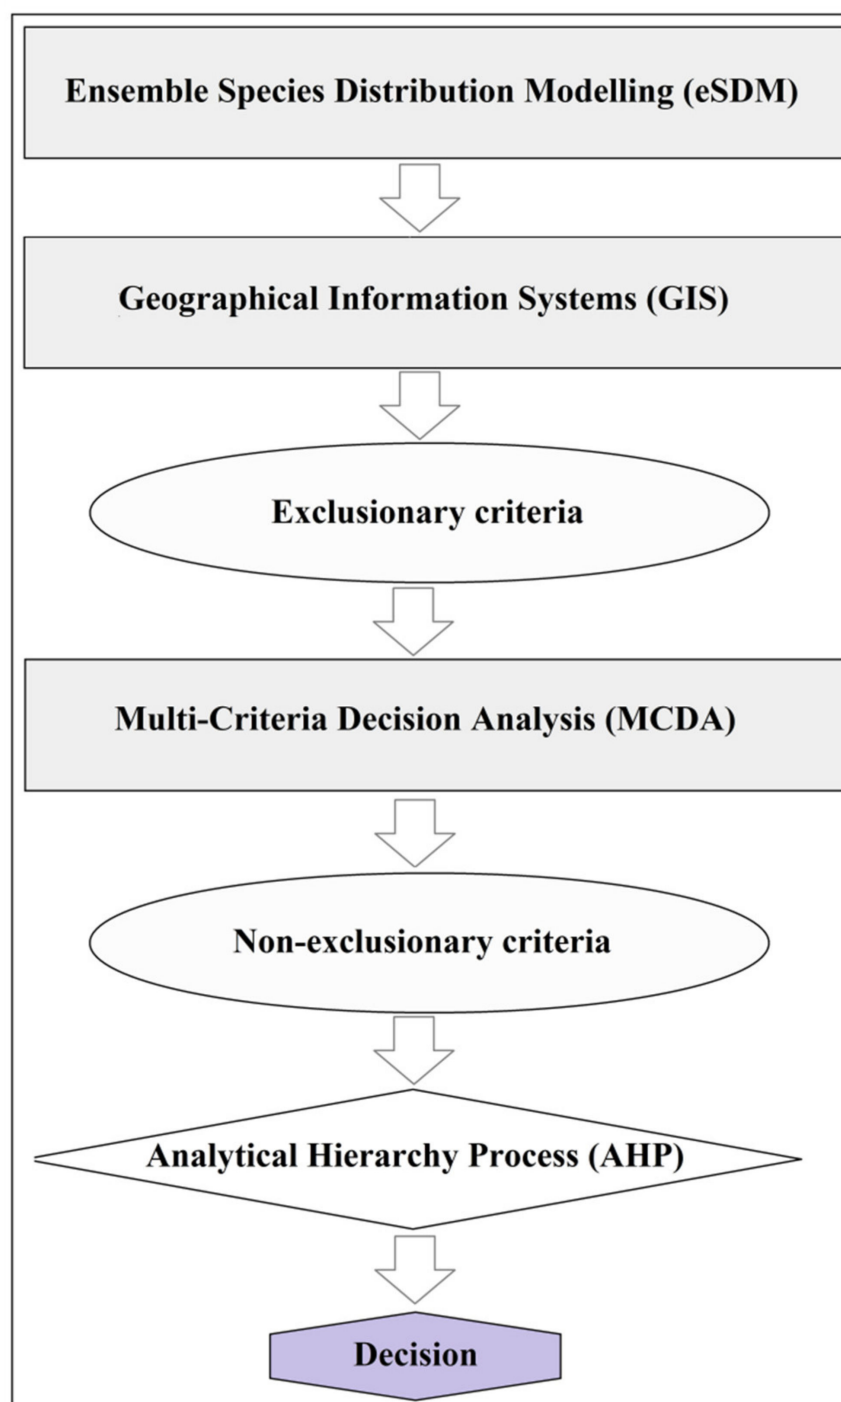 Ensemble Species Distribution Modelling (eSDM)
Geographical Information Systems (GIS)
Exclusionary criteria
Multi-Criteria Decision Analysis (MCDA)
Non-exclusionary criteria
Analytical Hierarchy Process (AHP)
Decision